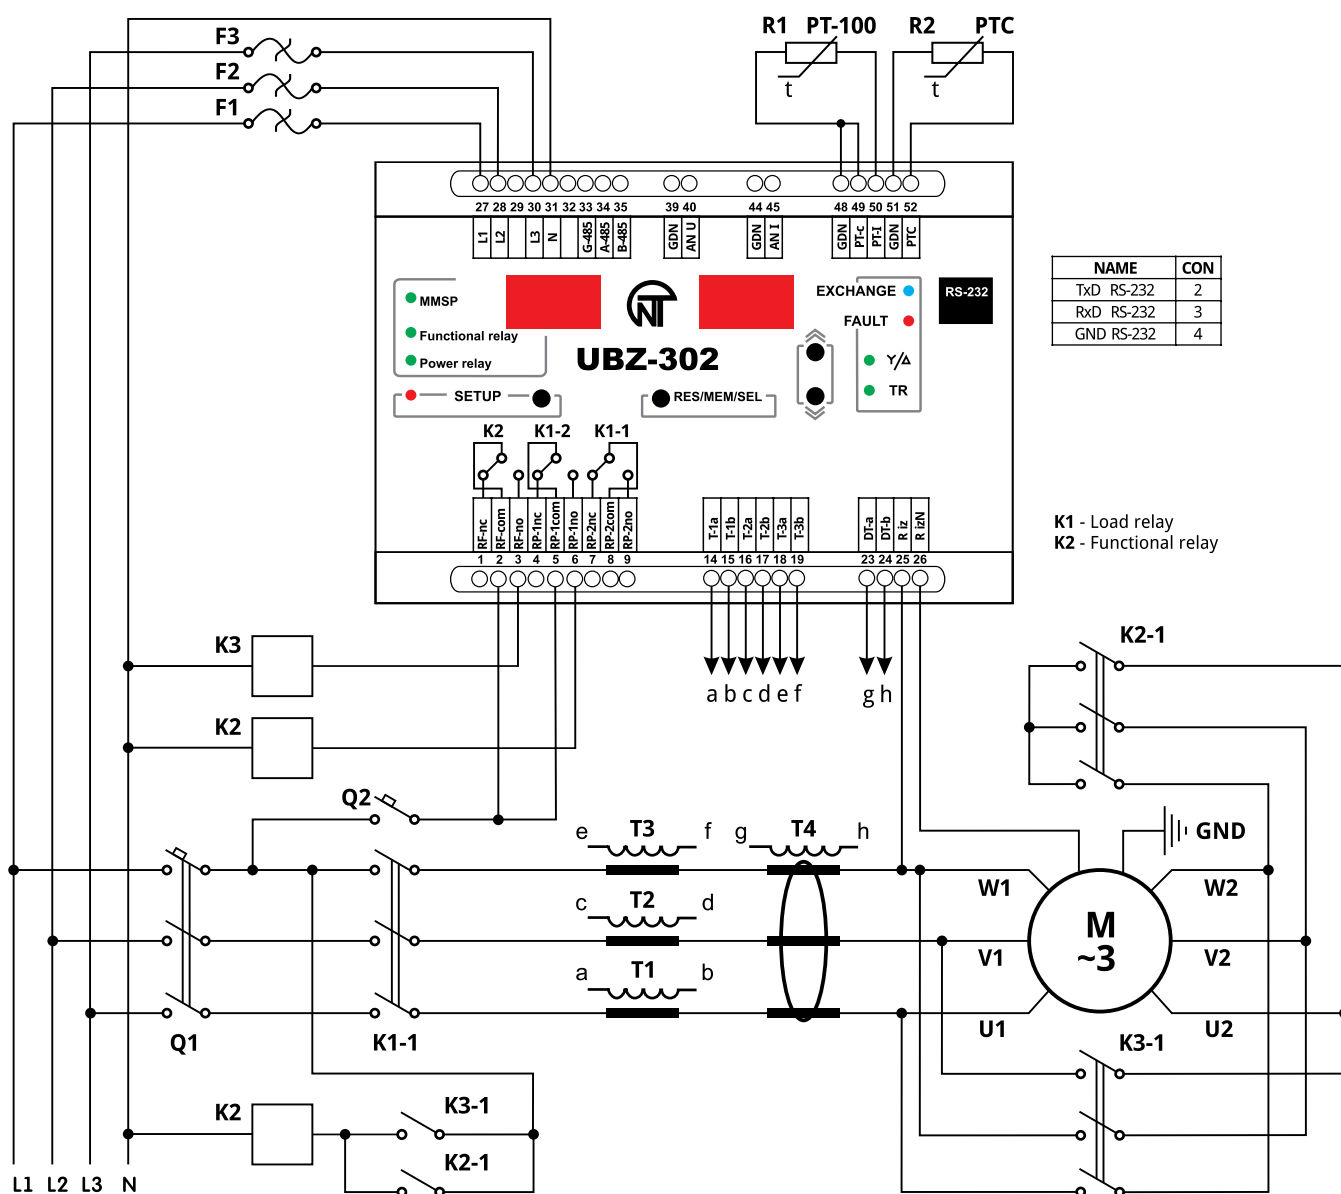 R1 PT-100 R2 PTC
F3
F2
F1
t t
27 28 29 30 31 32 33 34 35 39 40 44 45 48 49 50 51 52
L1 L2 L3 N G-485 A-485 B-485 GDN AN U GDN AN I GDN PT-c PT-I GDN PTC
MMSP
Functional relay
Power relay
SETUP
NT
UBZ-302
RES/MEM/SEL
EXCHANGE
FAULT
Y/Δ
TR
RS-232
NAME CON
TxD RS-232 2
RxD RS-232 3
GND RS-232 4
K2 K1-2 K1-1
RF-nc RF-com RF-no RP-1nc RP-1com RP-1no RP-2nc RP-2com RP-2no T-1a T-1b T-2a T-2b T-3a T-3b DT-a DT-b R iz R izN
1 2 3 4 5 6 7 8 9 14 15 16 17 18 19 23 24 25 26
K1 - Load relay
K2 - Functional relay
K3
K2
a b c d e f g h
K2-1
Q2
e T3 f g T4 h
GND
W1 W2
c T2 d
M
~3
V1 V2
a T1 b
U1 U2
Q1 K1-1 K3-1
K2 K3-1
K2-1
L1 L2 L3 N